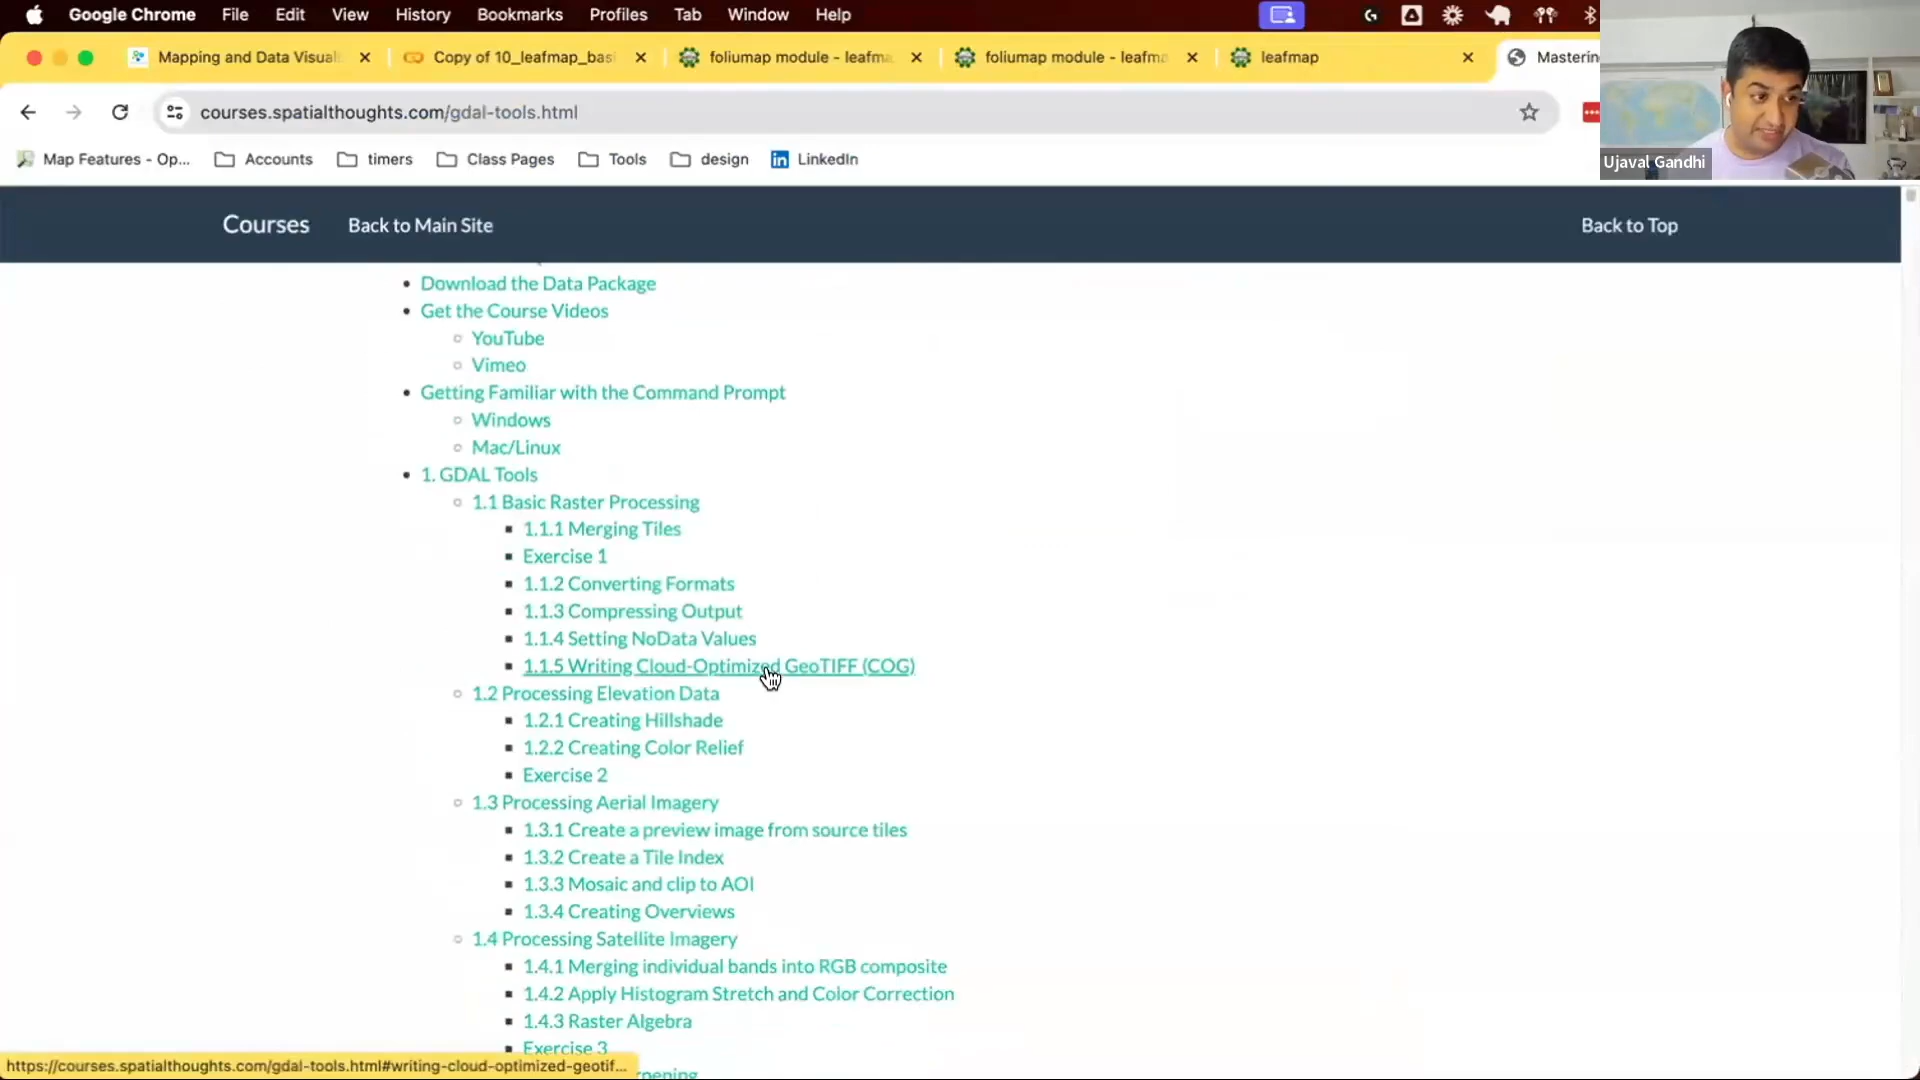 Google Chrome File Edit View History Bookmarks Profiles Tab Window Help
Mapping and Data Visual
Copy of 10_leafmap_bas
foliumap module - leafma
foliumap module - leafma
leafmap
Masterin
courses.spatialthoughts.com/gdal-tools.html
Map Features - Op...
Accounts
timers
Class Pages
Tools
design
in LinkedIn
Ujaval Gandhi
Courses
Back to Main Site
Back to Top
Download the Data Package
Get the Course Videos
YouTube
Vimeo
Getting Familiar with the Command Prompt
Windows
Mac/Linux
1. GDAL Tools
1.1 Basic Raster Processing
1.1.1 Merging Tiles
Exercise 1
1.1.2 Converting Formats
1.1.3 Compressing Output
1.1.4 Setting NoData Values
1.1.5 Writing Cloud-Optimized GeoTIFF (COG)
1.2 Processing Elevation Data
1.2.1 Creating Hillshade
1.2.2 Creating Color Relief
Exercise 2
1.3 Processing Aerial Imagery
1.3.1 Create a preview image from source tiles
1.3.2 Create a Tile Index
1.3.3 Mosaic and clip to AOI
1.3.4 Creating Overviews
1.4 Processing Satellite Imagery
1.4.1 Merging individual bands into RGB composite
1.4.2 Apply Histogram Stretch and Color Correction
1.4.3 Raster Algebra
Exercise 3
https://courses.spatialthoughts.com/gdal-tools.html#writing-cloud-optimized-geotif...